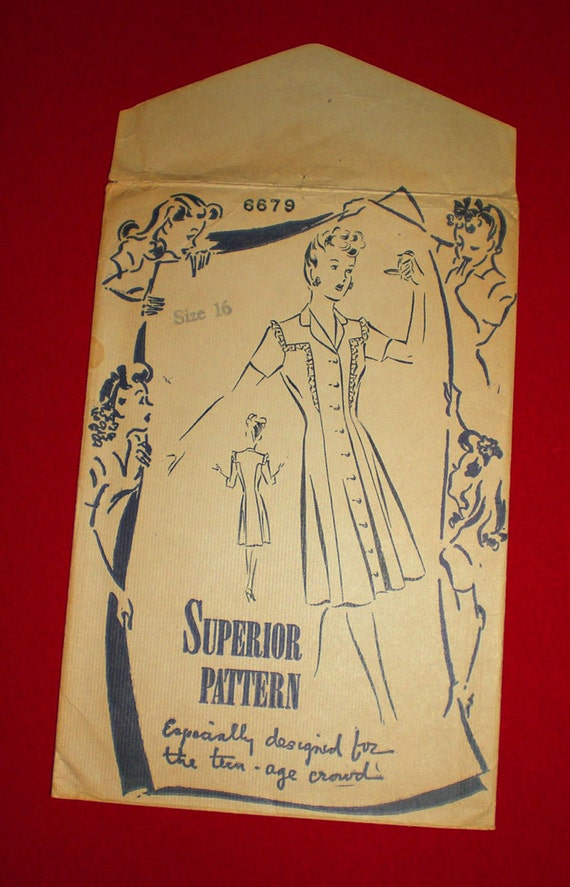 6679
Size 16
SUPERIOR
PATTERN
Especially designed for
the teen-age crowd